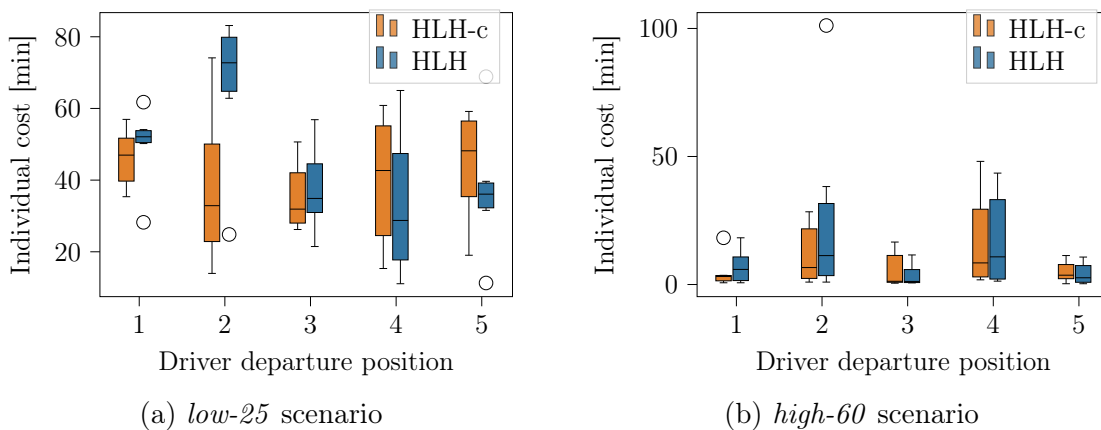 80
60
40
20
Individual cost [min]
HLH-c
HLH
1 2 3 4 5
Driver departure position
(a) low-25 scenario
100
50
0
Individual cost [min]
HLH-c
HLH
1 2 3 4 5
Driver departure position
(b) high-60 scenario